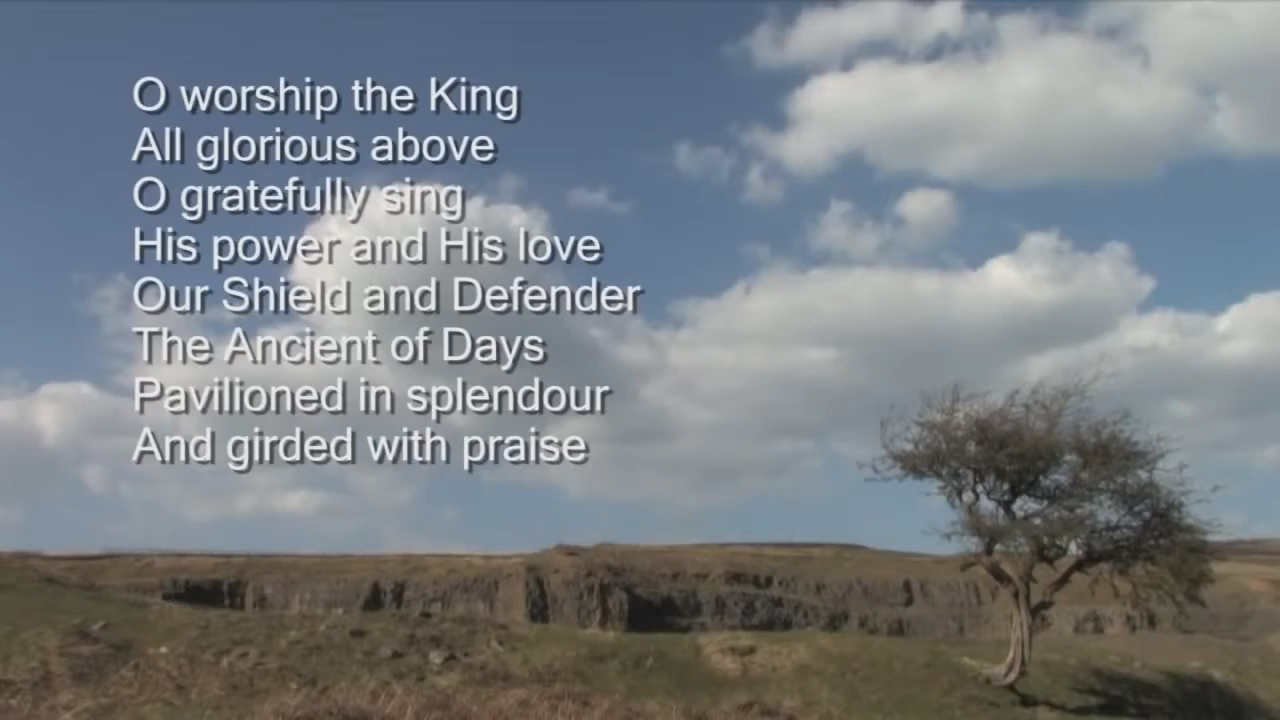 O worship the King
All glorious above
O gratefully sing
His power and His love
Our Shield and Defender
The Ancient of Days
Pavilioned in splendour
And girded with praise